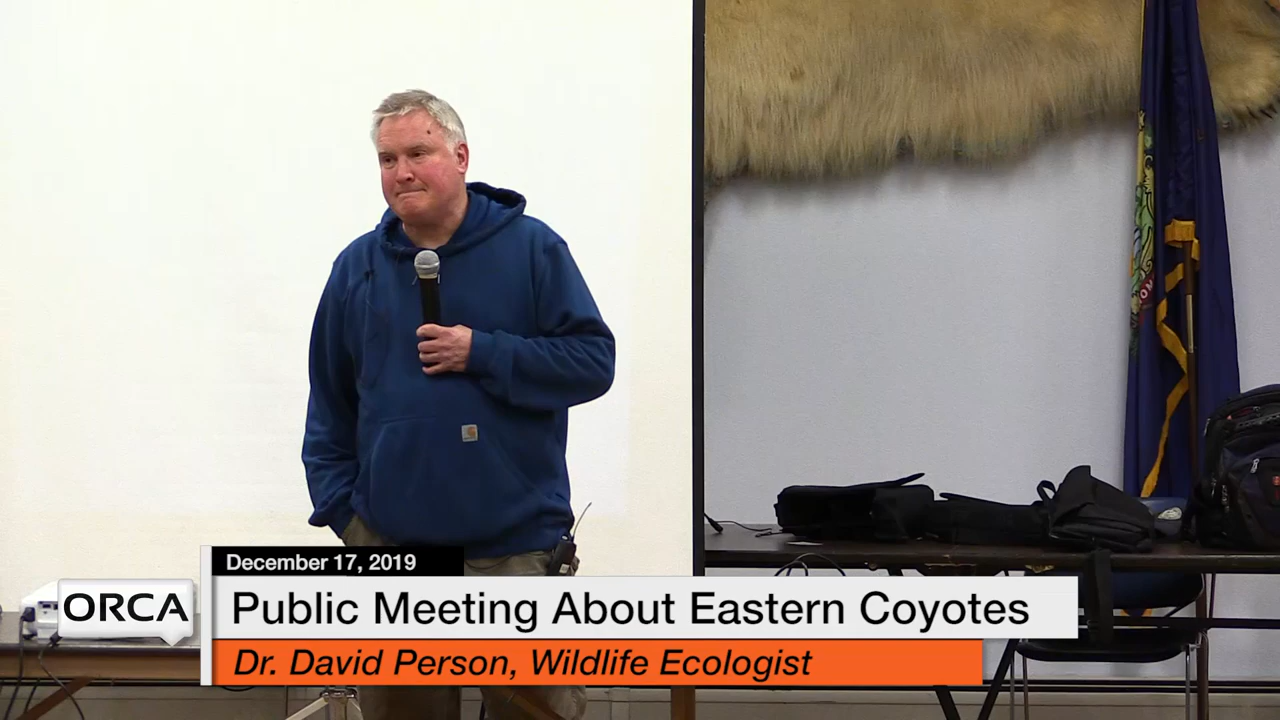 December 17, 2019
ORCA
Public Meeting About Eastern Coyotes
Dr. David Person, Wildlife Ecologist